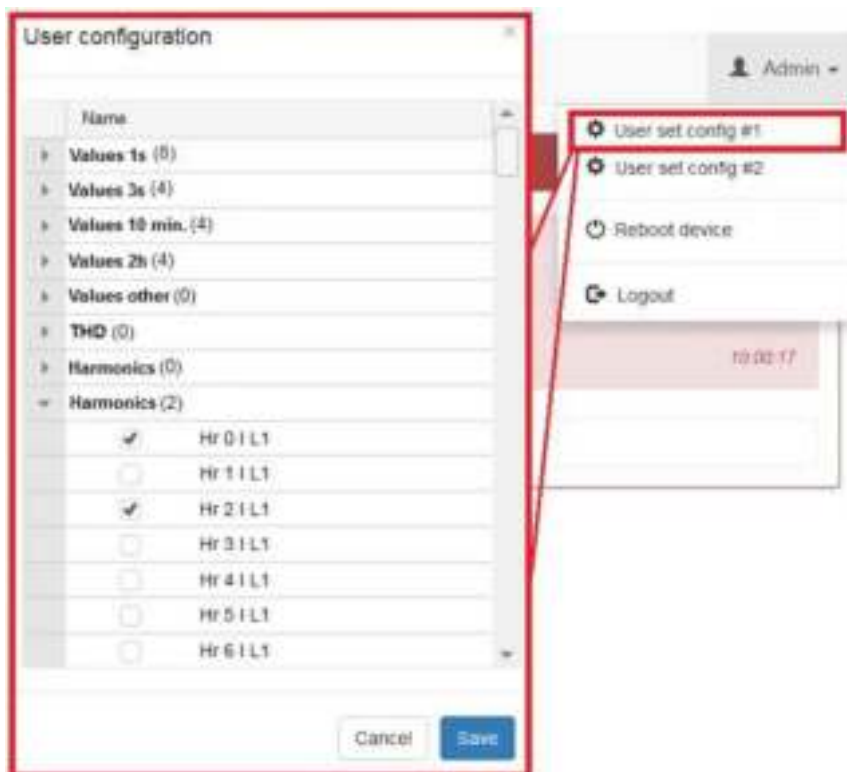 User configuration
×
Name
Values 1s (8)
Values 3s (4)
Values 10 min. (4)
Values 2h (4)
Values other (0)
THD (0)
Harmonics (0)
Harmonics (2)
Hr 0 I L1
Hr 1 I L1
Hr 2 I L1
Hr 3 I L1
Hr 4 I L1
Hr 5 I L1
Hr 6 I L1
Cancel
Save
Admin
User set config #1
User set config #2
Reboot device
Logout